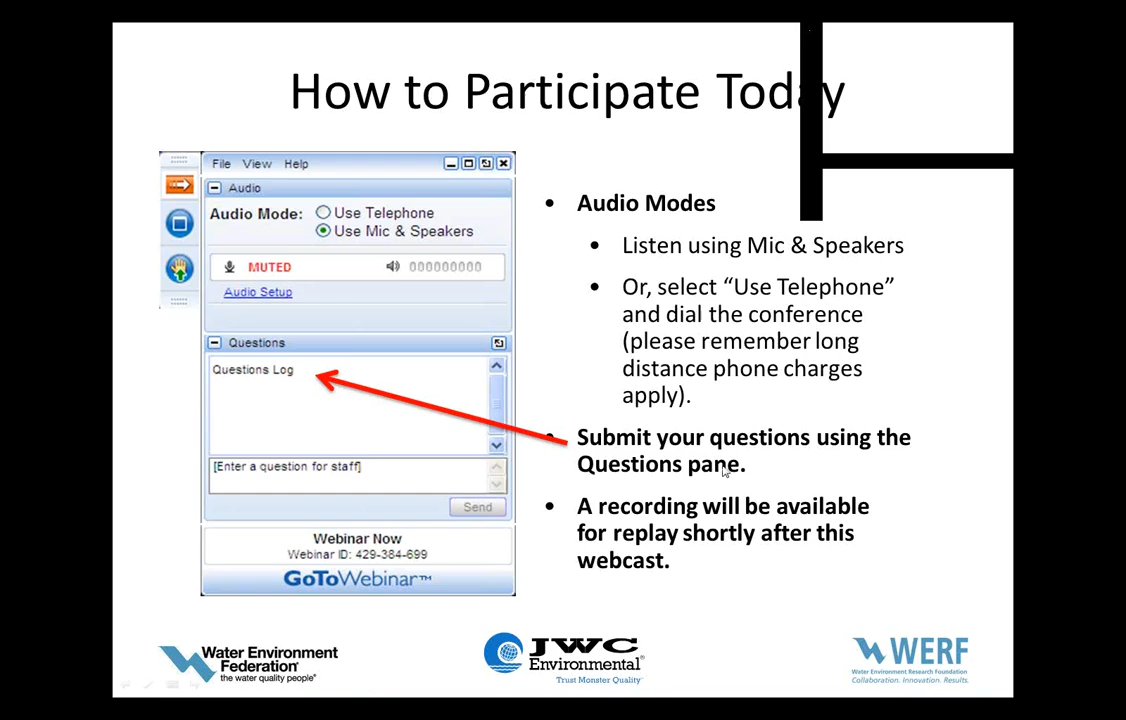 How to Participate Today
File View Help
Audio
Audio Mode: Use Telephone
Use Mic & Speakers
MUTED 000000000
Audio Setup
Questions
Questions Log
[Enter a question for staff]
Send
Webinar Now
Webinar ID: 429-384-699
GoToWebinar™
• Audio Modes
• Listen using Mic & Speakers
• Or, select “Use Telephone”
and dial the conference
(please remember long
distance phone charges
apply).
• Submit your questions using the
Questions pane.
• A recording will be available
for replay shortly after this
webcast.
Water Environment
Federation®
the water quality people®
JWC
Environmental®
Trust Monster Quality
WERF
Water Environment Research Foundation
Collaboration. Innovation. Results.